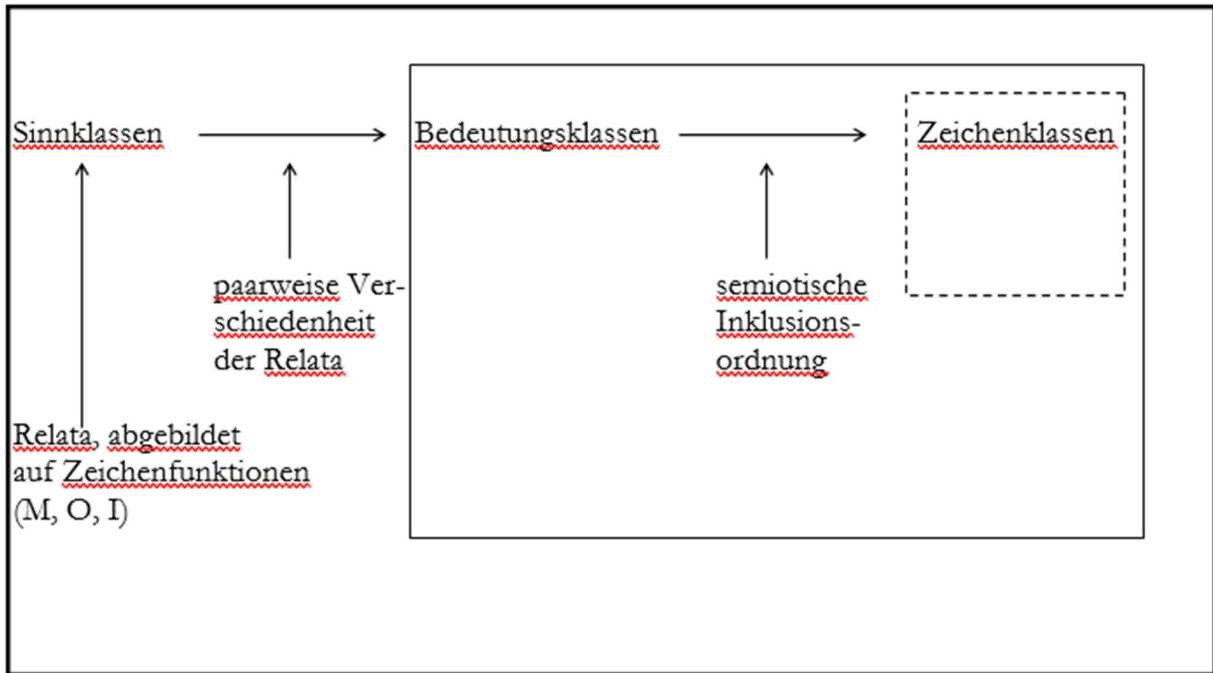 Sinnklassen
Bedeutungsklassen
Zeichenklassen
paarweise Ver-
schiedenheit
der Relata
semiotische
Inklusions-
ordnung
Relata, abgebildet
auf Zeichenfunktionen
(M, O, I)